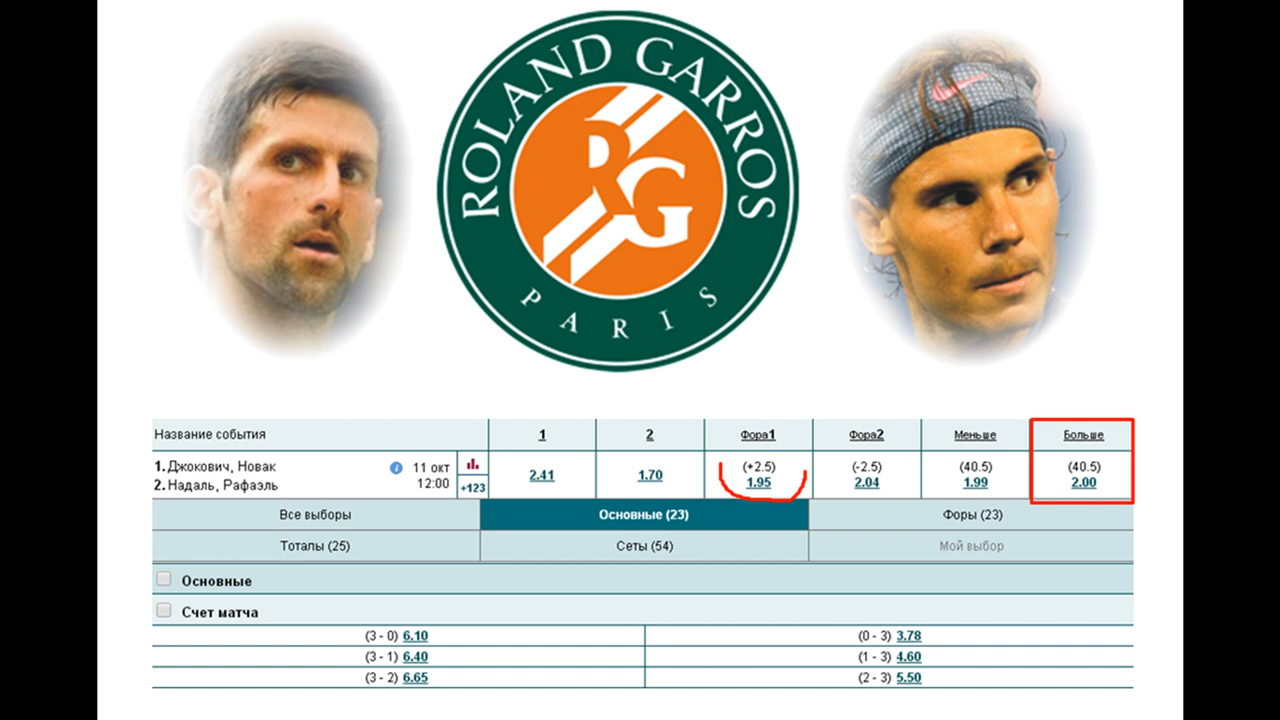 ROLAND GARROS
RG
PARIS
Название события 1 2 Фора1 Фора2 Меньше Больше
1. Джокович, Новак 11 окт (+2.5) (-2.5) (40.5) (40.5)
2. Надаль, Рафаэль 12:00 +123 2.41 1.70 1.95 2.04 1.99 2.00
Все выборы Основные (23) Форы (23)
Тоталы (25) Сеты (54) Мой выбор
Основные
Счет матча
(3 - 0) 6.10 (0 - 3) 3.78
(3 - 1) 6.40 (1 - 3) 4.60
(3 - 2) 6.65 (2 - 3) 5.50